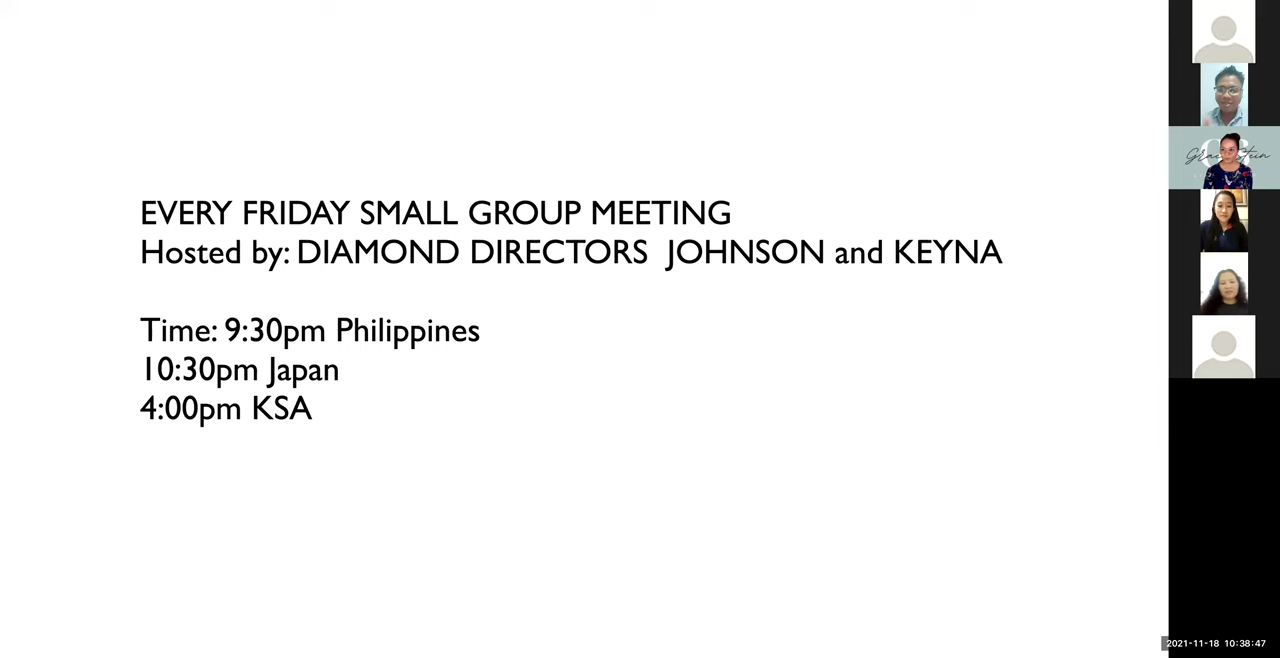 EVERY FRIDAY SMALL GROUP MEETING
Hosted by: DIAMOND DIRECTORS JOHNSON and KEYNA
Time: 9:30pm Philippines
10:30pm Japan
4:00pm KSA
2021-11-18 10:38:47